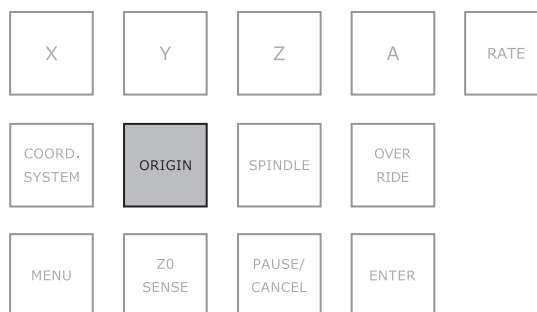 X
Y
Z
A
RATE
COORD.
SYSTEM
ORIGIN
SPINDLE
OVER
RIDE
MENU
Z0
SENSE
PAUSE/
CANCEL
ENTER